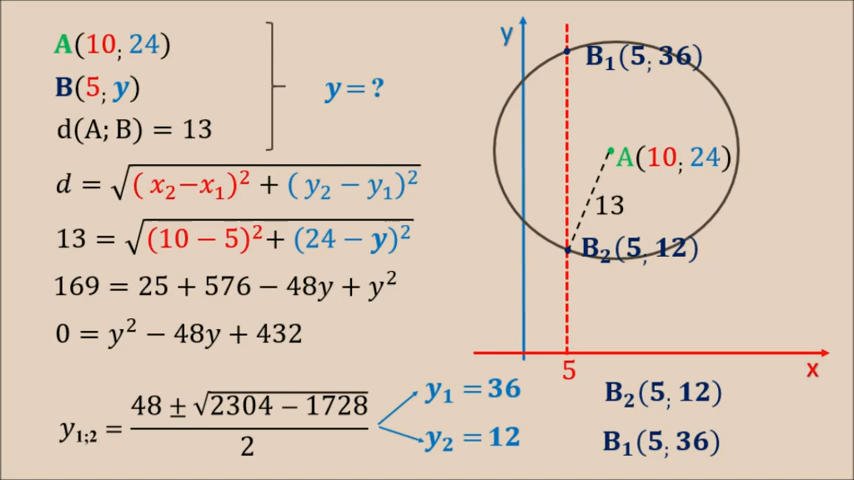 A(10; 24)
B(5; y)
d(A; B) = 13
y = ?
d = √(( x₂−x₁)² + ( y₂ − y₁)²)
13 = √((10 − 5)²+ (24 − y)²)
169 = 25 + 576 − 48y + y²
0 = y² − 48y + 432
y₁;₂ = (48 ± √(2304 − 1728))/2
y₁ = 36
y₂ = 12
y
B₁(5; 36)
A(10; 24)
13
B₂(5; 12)
5
x
B₂(5; 12)
B₁(5; 36)